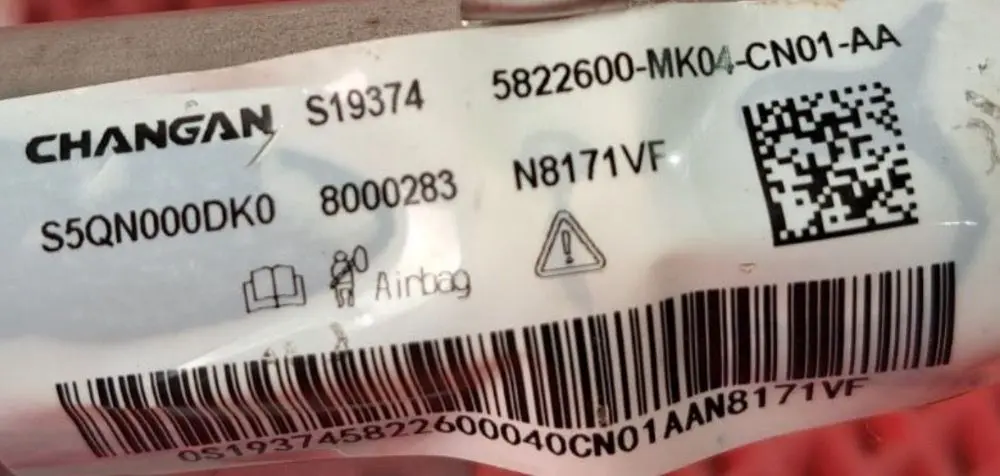 CHANGAN S19374 5822600-MK04-CN01-AA
S5QN000DK0 8000283 N8171VF
Airbag
0S193745822600040CN01AAN8171VF